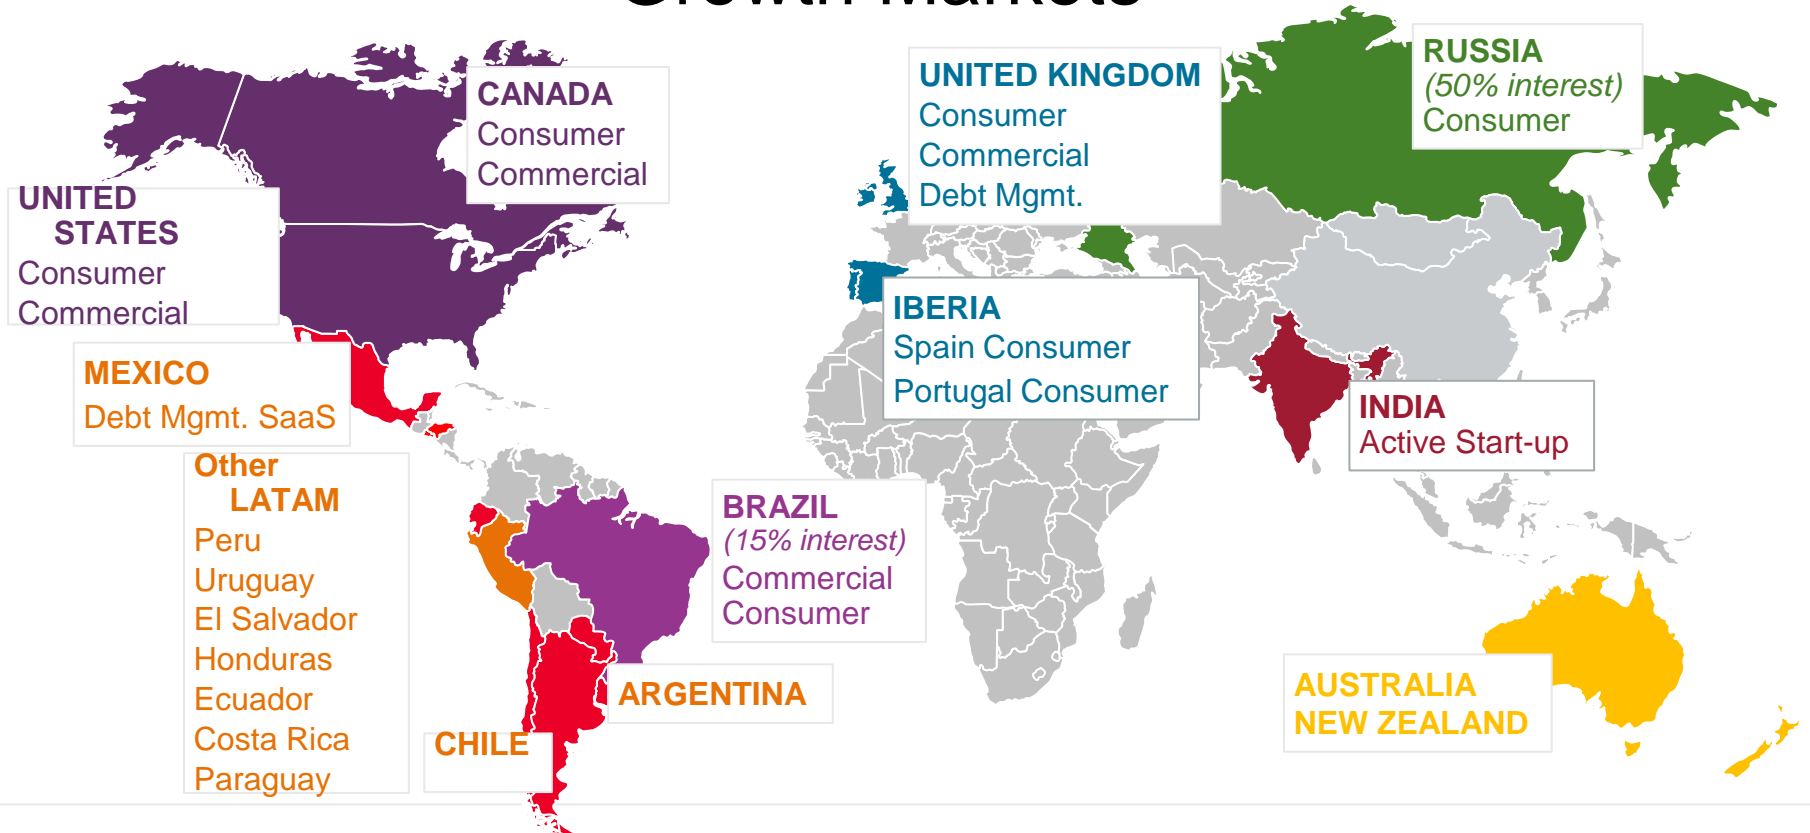 Growth Markets
CANADA
Consumer
Commercial
UNITED
STATES
Consumer
Commercial
MEXICO
Debt Mgmt. SaaS
Other
LATAM
Peru
Uruguay
El Salvador
Honduras
Ecuador
Costa Rica
Paraguay
CHILE
ARGENTINA
BRAZIL
(15% interest)
Commercial
Consumer
UNITED KINGDOM
Consumer
Commercial
Debt Mgmt.
IBERIA
Spain Consumer
Portugal Consumer
RUSSIA
(50% interest)
Consumer
INDIA
Active Start-up
AUSTRALIA
NEW ZEALAND